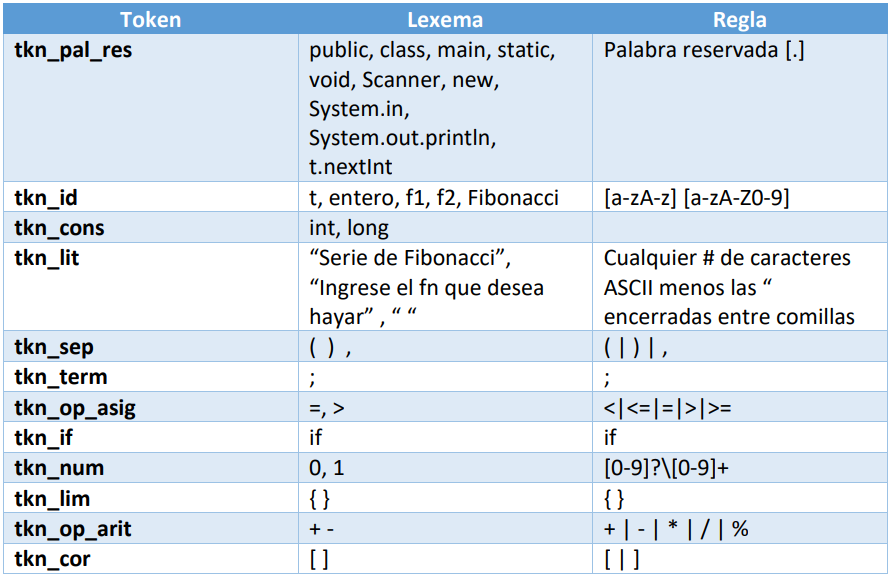 Token Lexema Regla
tkn_pal_res public, class, main, static, Palabra reservada [.]
void, Scanner, new,
System.in,
System.out.println,
t.nextInt
tkn_id t, entero, f1, f2, Fibonacci [a-zA-z] [a-zA-Z0-9]
tkn_cons int, long
tkn_lit “Serie de Fibonacci”, Cualquier # de caracteres
“Ingrese el fn que desea ASCII menos las “
hayar” , “ “ encerradas entre comillas
tkn_sep ( ) , ( | ) | ,
tkn_term ; ;
tkn_op_asig =, > <|<=|=|>|>=
tkn_if if if
tkn_num 0, 1 [0-9]?\[0-9]+
tkn_lim { } { }
tkn_op_arit + - + | - | * | / | %
tkn_cor [ ] [ | ]